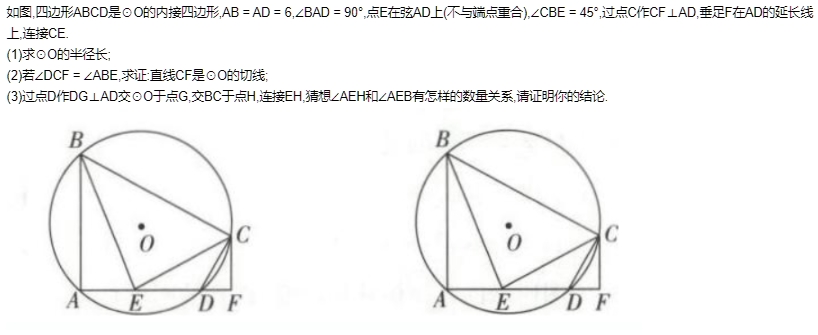 如图,四边形ABCD是⊙O的内接四边形,AB = AD = 6,∠BAD = 90°,点E在弦AD上(不与端点重合),∠CBE = 45°,过点C作CF⊥AD,垂足F在AD的延长线
上,连接CE.
(1)求⊙O的半径长;
(2)若∠DCF = ∠ABE,求证:直线CF是⊙O的切线;
(3)过点D作DG⊥AD交⊙O于点G,交BC于点H,连接EH,猜想∠AEH和∠AEB有怎样的数量关系,请证明你的结论.
B B
O C O C
A E D F A E D F